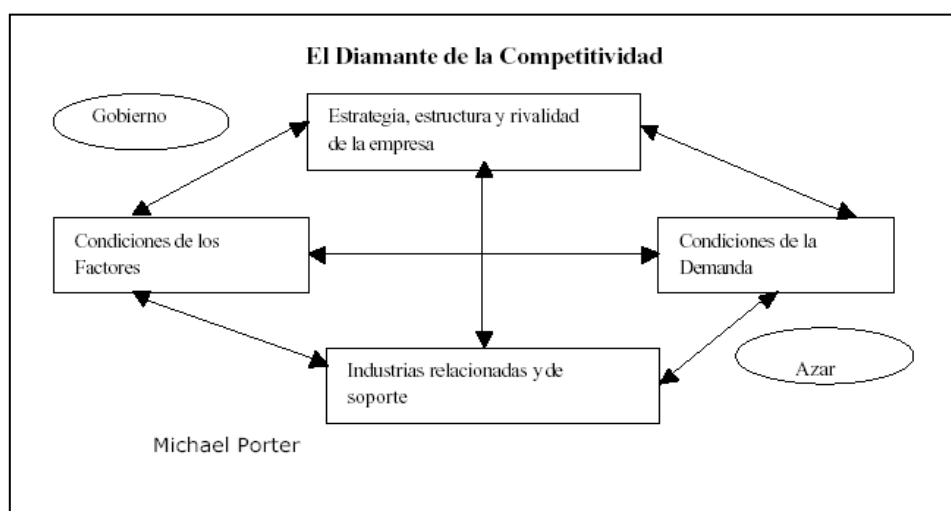 El Diamante de la Competitividad
Gobierno
Estrategia, estructura y rivalidad
de la empresa
Condiciones de los
Factores
Condiciones de la
Demanda
Industrias relacionadas y de
soporte
Azar
Michael Porter